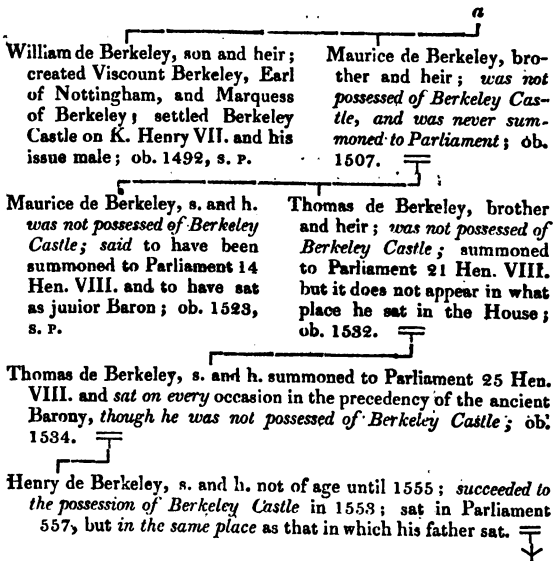 a
William de Berkeley, son and heir;
created Viscount Berkeley, Earl
of Nottingham, and Marquess
of Berkeley; settled Berkeley
Castle on K. Henry VII. and his
issue male; ob. 1492, S. P.
Maurice de Berkeley, bro-
ther and heir; was not
possessed of Berkeley Cas-
tle, and was never sum-
moned to Parliament; ob.
1507.
Maurice de Berkeley, s. and h.
was not possessed of Berkeley
Castle; said to have been
summoned to Parliament 14
Hen. VIII. and to have sat
as junior Baron; ob. 1523,
S. P.
Thomas de Berkeley, brother
and heir; was not possessed of
Berkeley Castle; summoned
to Parliament 21 Hen. VIII.
but it does not appear in what
place he sat in the House;
ob. 1532.
Thomas de Berkeley, s. and h. summoned to Parliament 25 Hen.
VIII. and sat on every occasion in the precedency of the ancient
Barony, though he was not possessed of Berkeley Castle; ob.
1534.
Henry de Berkeley, s. and h. not of age until 1555; succeeded to
the possession of Berkeley Castle in 1553; sat in Parliament
557, but in the same place as that in which his father sat.